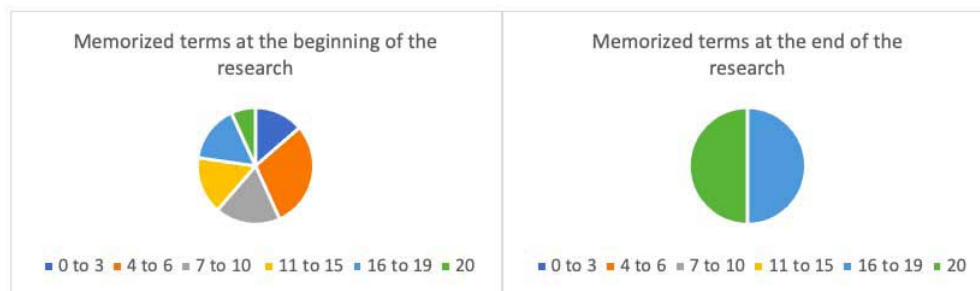 Memorized terms at the beginning of the
research
0 to 3 4 to 6 7 to 10 11 to 15 16 to 19 20
Memorized terms at the end of the
research
0 to 3 4 to 6 7 to 10 11 to 15 16 to 19 20